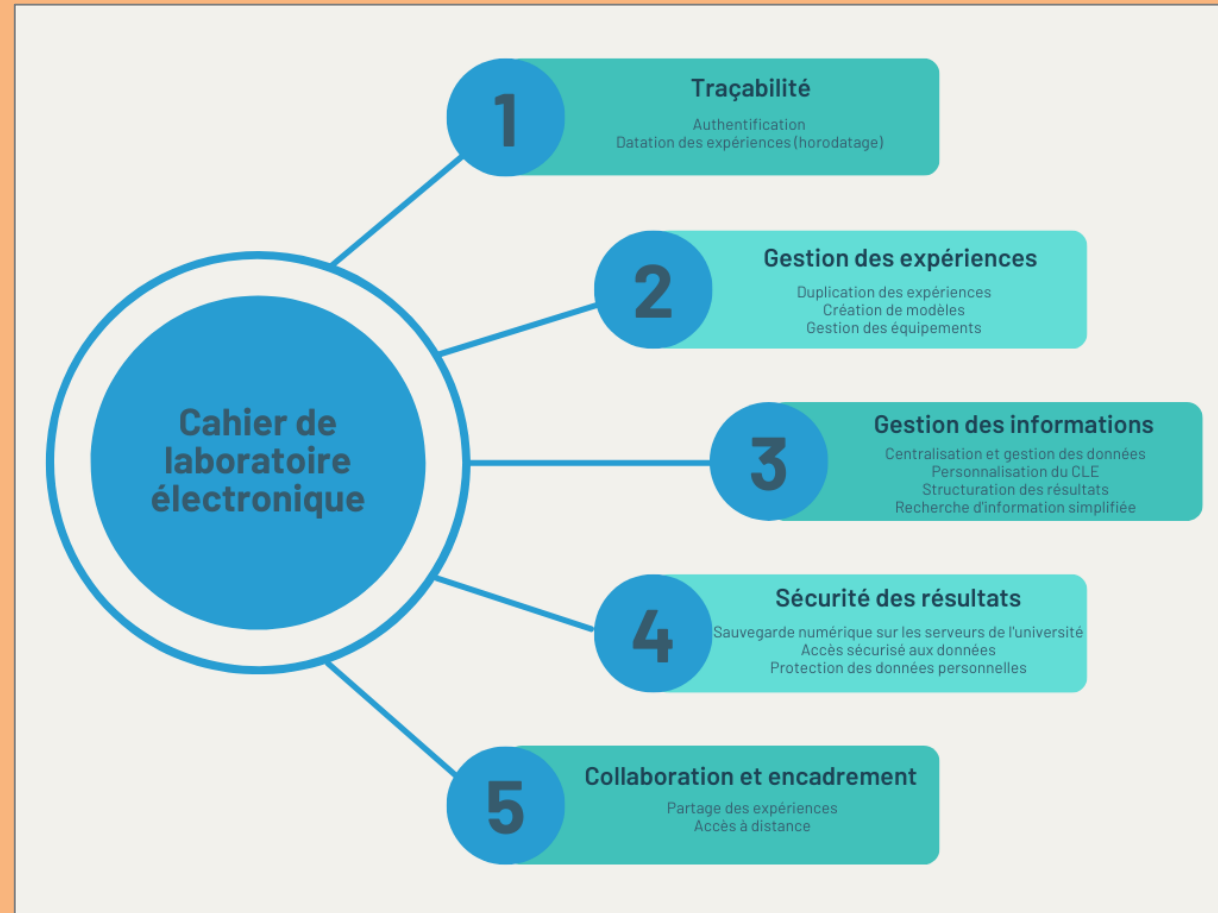 Cahier de
laboratoire
électronique
1
Traçabilité
Authentification
Datation des expériences (horodatage)
2
Gestion des expériences
Duplication des expériences
Création de modèles
Gestion des équipements
3
Gestion des informations
Centralisation et gestion des données
Personnalisation du CLE
Structuration des résultats
Recherche d'information simplifiée
4
Sécurité des résultats
Sauvegarde numérique sur les serveurs de l'université
Accès sécurisé aux données
Protection des données personnelles
5
Collaboration et encadrement
Partage des expériences
Accès à distance